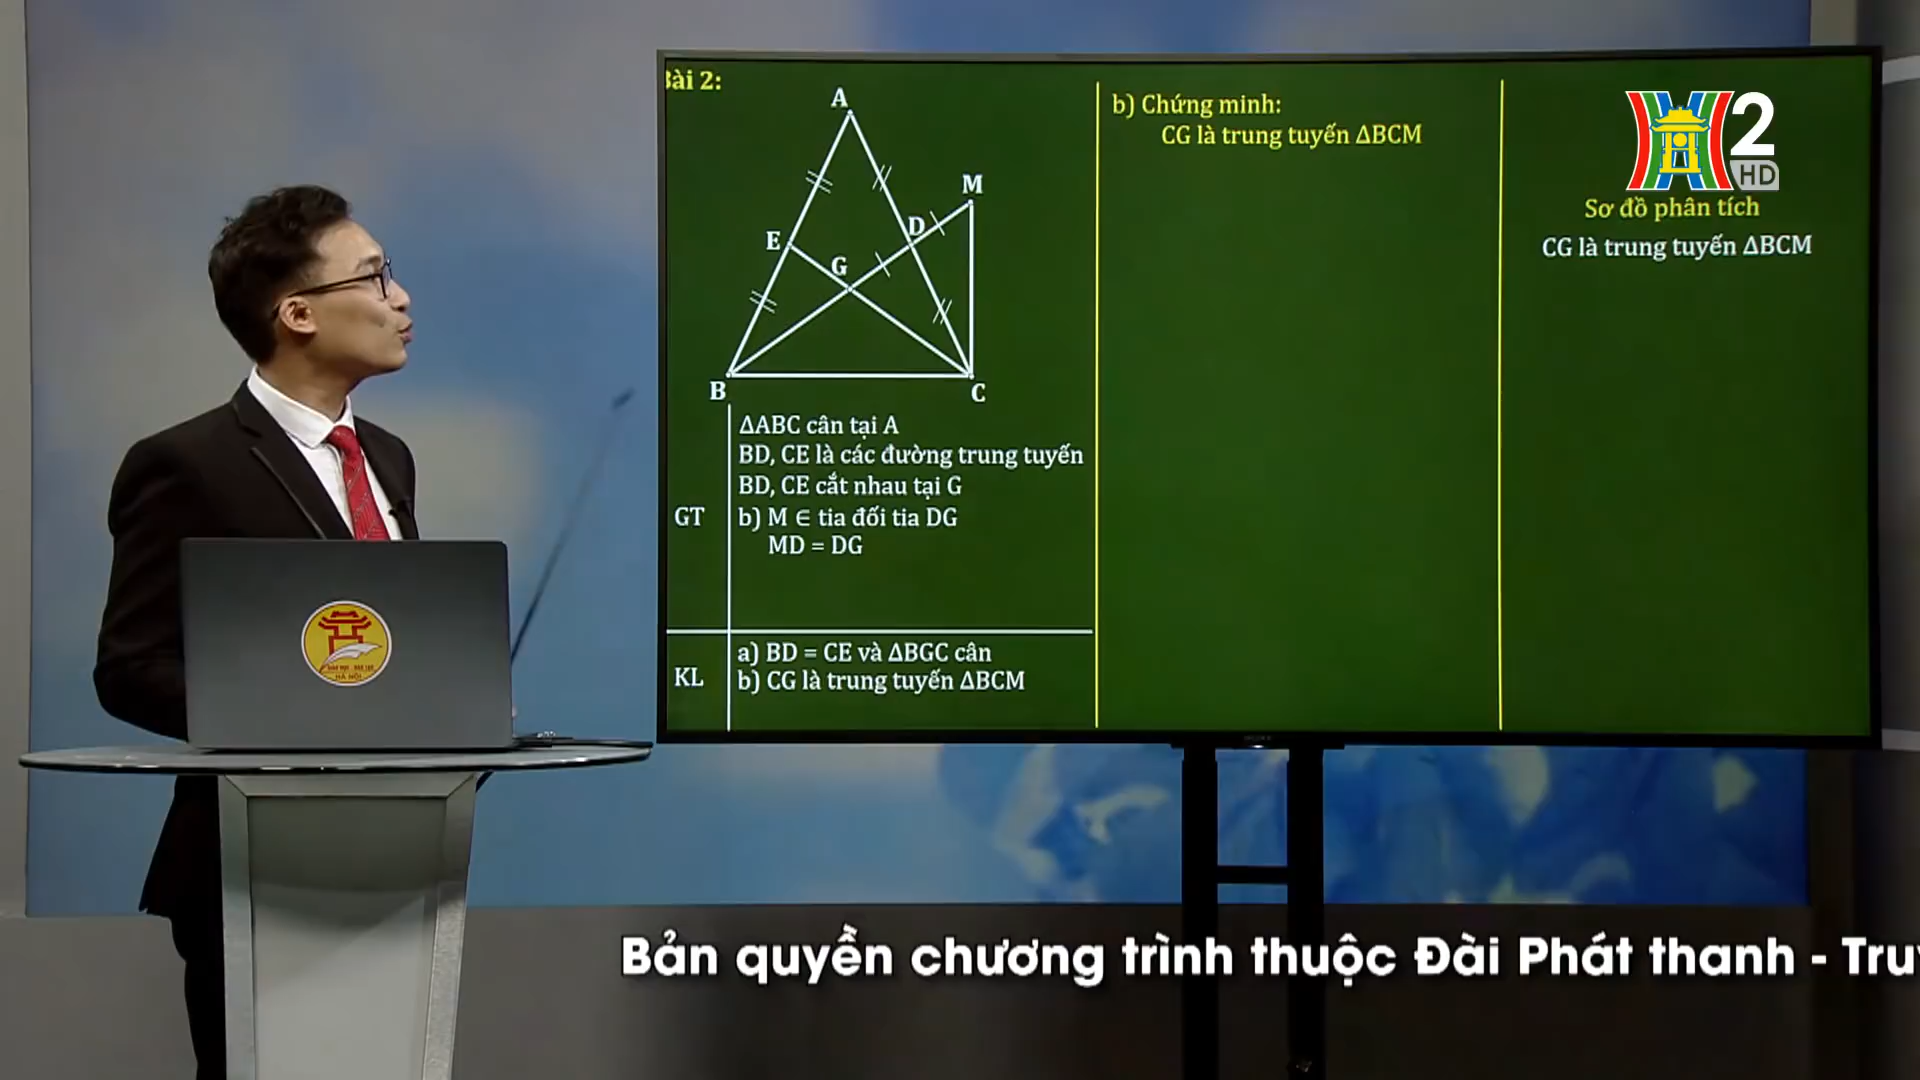 Bài 2:
A
M
D
E
G
B
C
GT
ΔABC cân tại A
BD, CE là các đường trung tuyến
BD, CE cắt nhau tại G
b) M ∈ tia đối tia DG
MD = DG
KL
a) BD = CE và ΔBGC cân
b) CG là trung tuyến ΔBCM
b) Chứng minh:
CG là trung tuyến ΔBCM
2
HD
Sơ đồ phân tích
CG là trung tuyến ΔBCM
HÀ NỘI
Bản quyền chương trình thuộc Đài Phát thanh - Truy